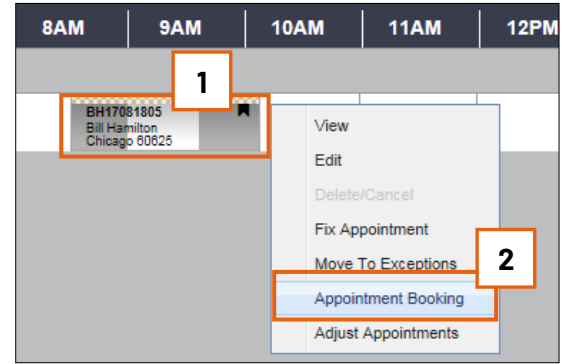 8AM 9AM 10AM 11AM 12PM
1
BH17081805
Bill Hamilton
Chicago 60625
View
Edit
Delete/Cancel
Fix Appointment
Move To Exceptions
2
Appointment Booking
Adjust Appointments